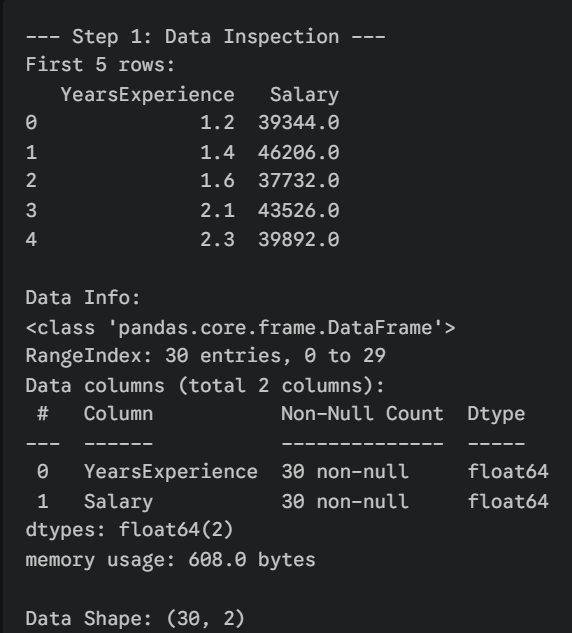 --- Step 1: Data Inspection ---
First 5 rows:
   YearsExperience   Salary
0              1.2  39344.0
1              1.4  46206.0
2              1.6  37732.0
3              2.1  43526.0
4              2.3  39892.0

Data Info:
<class 'pandas.core.frame.DataFrame'>
RangeIndex: 30 entries, 0 to 29
Data columns (total 2 columns):
 #   Column           Non-Null Count  Dtype
---  ------           --------------  -----
 0   YearsExperience  30 non-null     float64
 1   Salary           30 non-null     float64
dtypes: float64(2)
memory usage: 608.0 bytes

Data Shape: (30, 2)